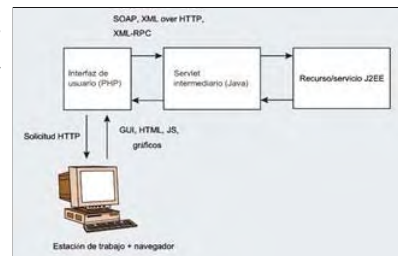 SOAP, XML over HTTP,
XML-RPC
Interfaz de
usuario (PHP)
Servlet
intermediario (Java)
Recurso/servicio J2EE
Solicitud HTTP
GUI, HTML, JS,
gráficos
Estación de trabajo + navegador